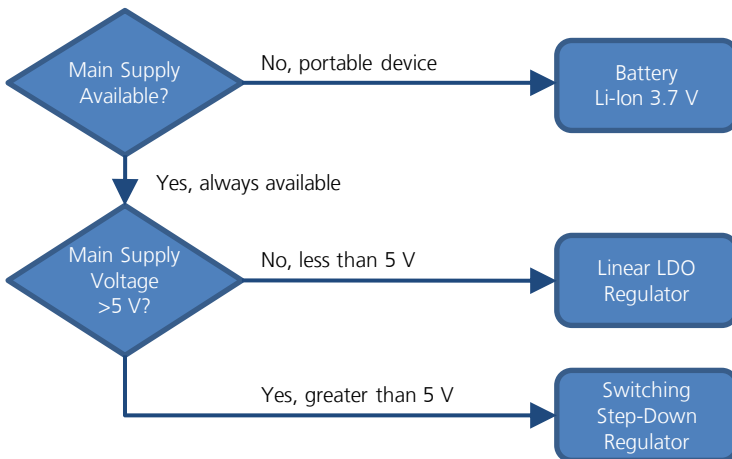 Main Supply
Available?
No, portable device
Battery
Li-Ion 3.7 V
Yes, always available
Main Supply
Voltage
>5 V?
No, less than 5 V
Linear LDO
Regulator
Yes, greater than 5 V
Switching
Step-Down
Regulator